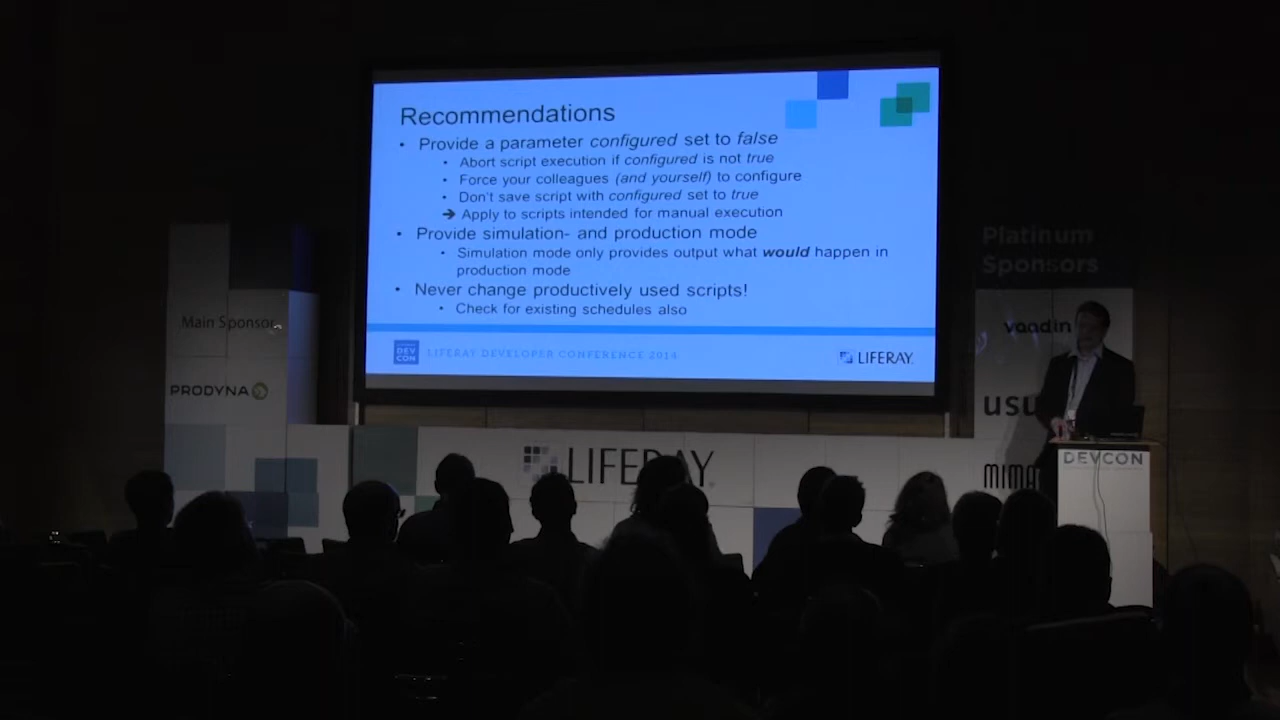 Recommendations
• Provide a parameter configured set to false
• Abort script execution if configured is not true
• Force your colleagues (and yourself) to configure
• Don't save script with configured set to true
➔ Apply to scripts intended for manual execution
• Provide simulation- and production mode
• Simulation mode only provides output what would happen in
production mode
• Never change productively used scripts!
• Check for existing schedules also
DEV
CON
LIFERAY DEVELOPER CONFERENCE 2014
LIFERAY
Platinum
Sponsors
Main Sponsor
vaadin
PRODYNA
usu
LIFERAY
DEVCON
MIMA